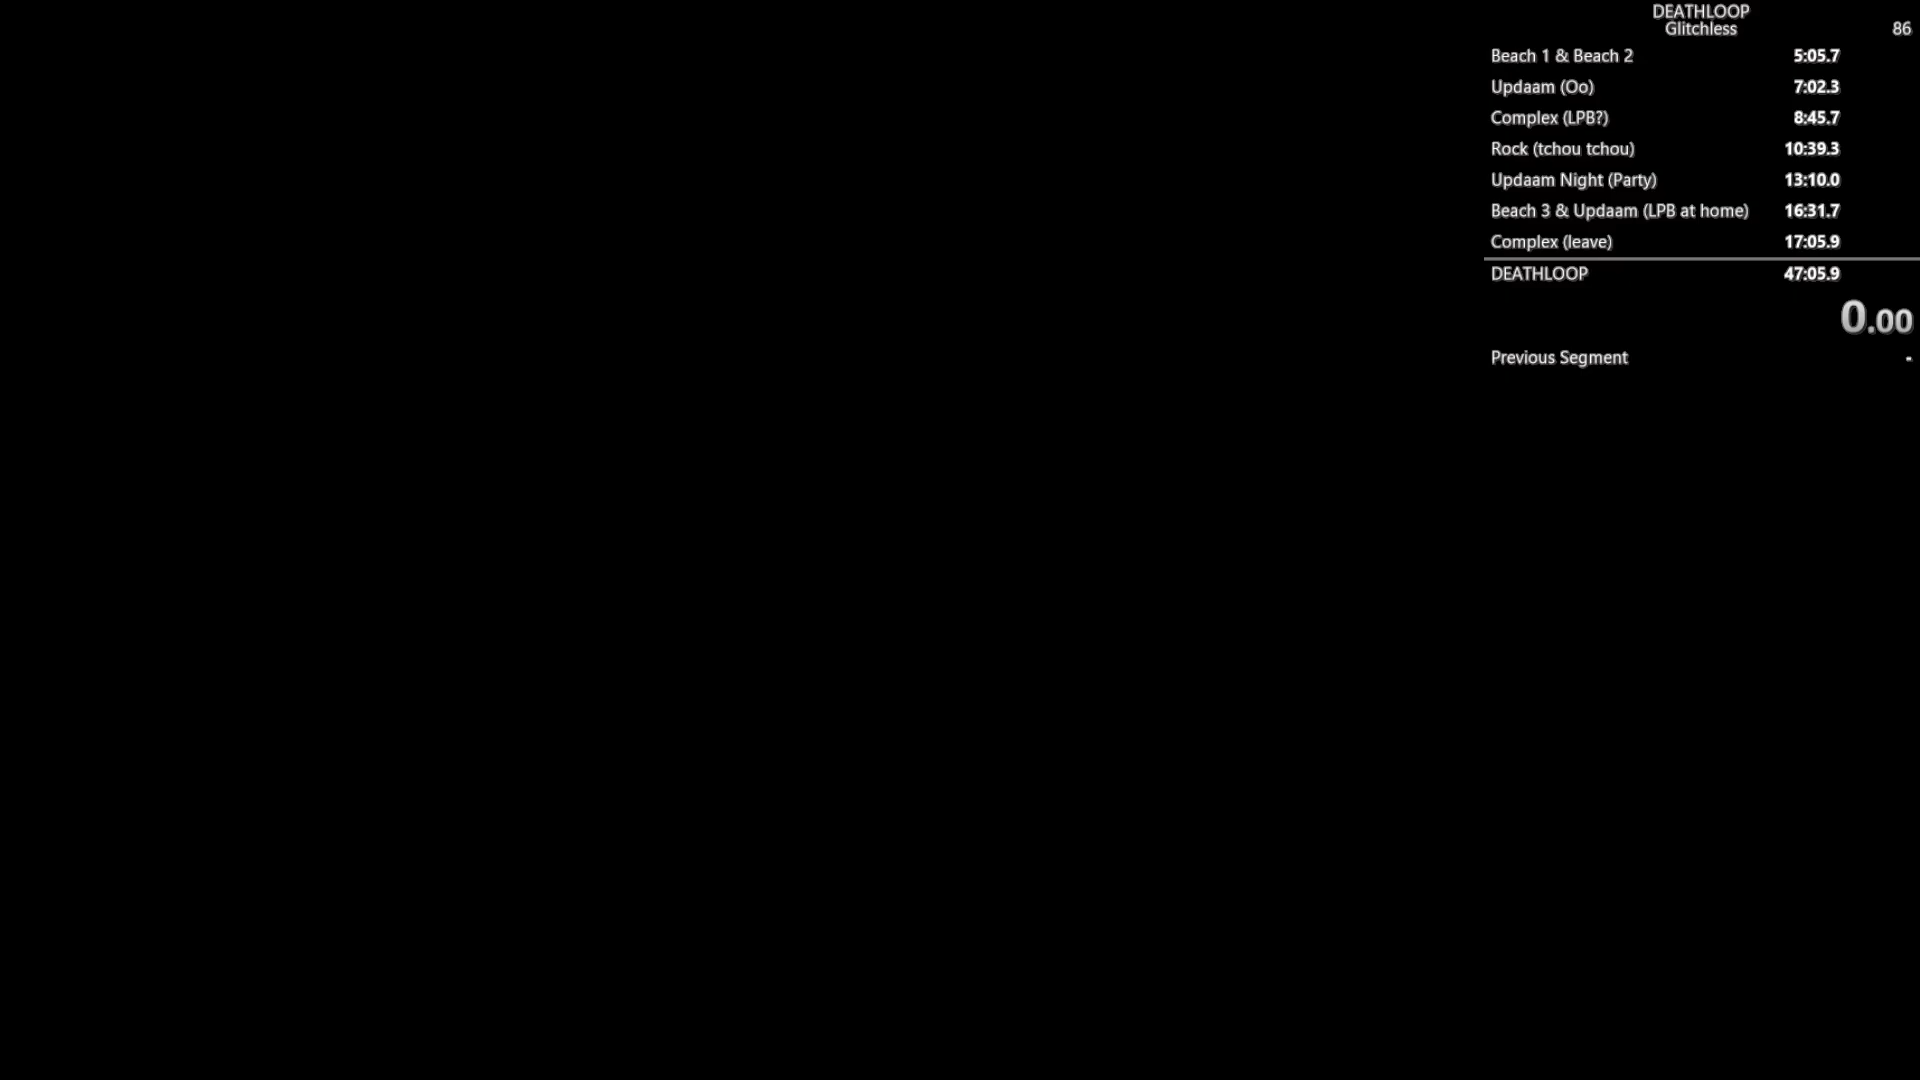 DEATHLOOP
Glitchless 86
Beach 1 & Beach 2 5:05.7
Updaam (Oo) 7:02.3
Complex (LPB?) 8:45.7
Rock (tchou tchou) 10:39.3
Updaam Night (Party) 13:10.0
Beach 3 & Updaam (LPB at home) 16:31.7
Complex (leave) 17:05.9
DEATHLOOP 47:05.9
0.00
Previous Segment -